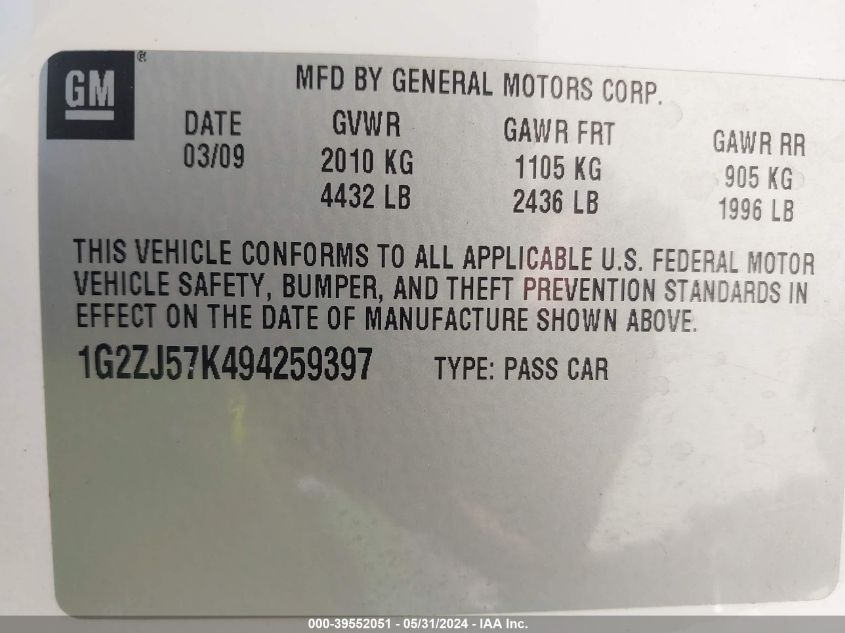 GM®
MFD BY GENERAL MOTORS CORP.
DATE GVWR GAWR FRT GAWR RR
03/09 2010 KG 1105 KG 905 KG
4432 LB 2436 LB 1996 LB
THIS VEHICLE CONFORMS TO ALL APPLICABLE U.S. FEDERAL MOTOR
VEHICLE SAFETY, BUMPER, AND THEFT PREVENTION STANDARDS IN
EFFECT ON THE DATE OF MANUFACTURE SHOWN ABOVE.
1G2ZJ57K494259397 TYPE: PASS CAR
000-39552051 - 05/31/2024 - IAA Inc.